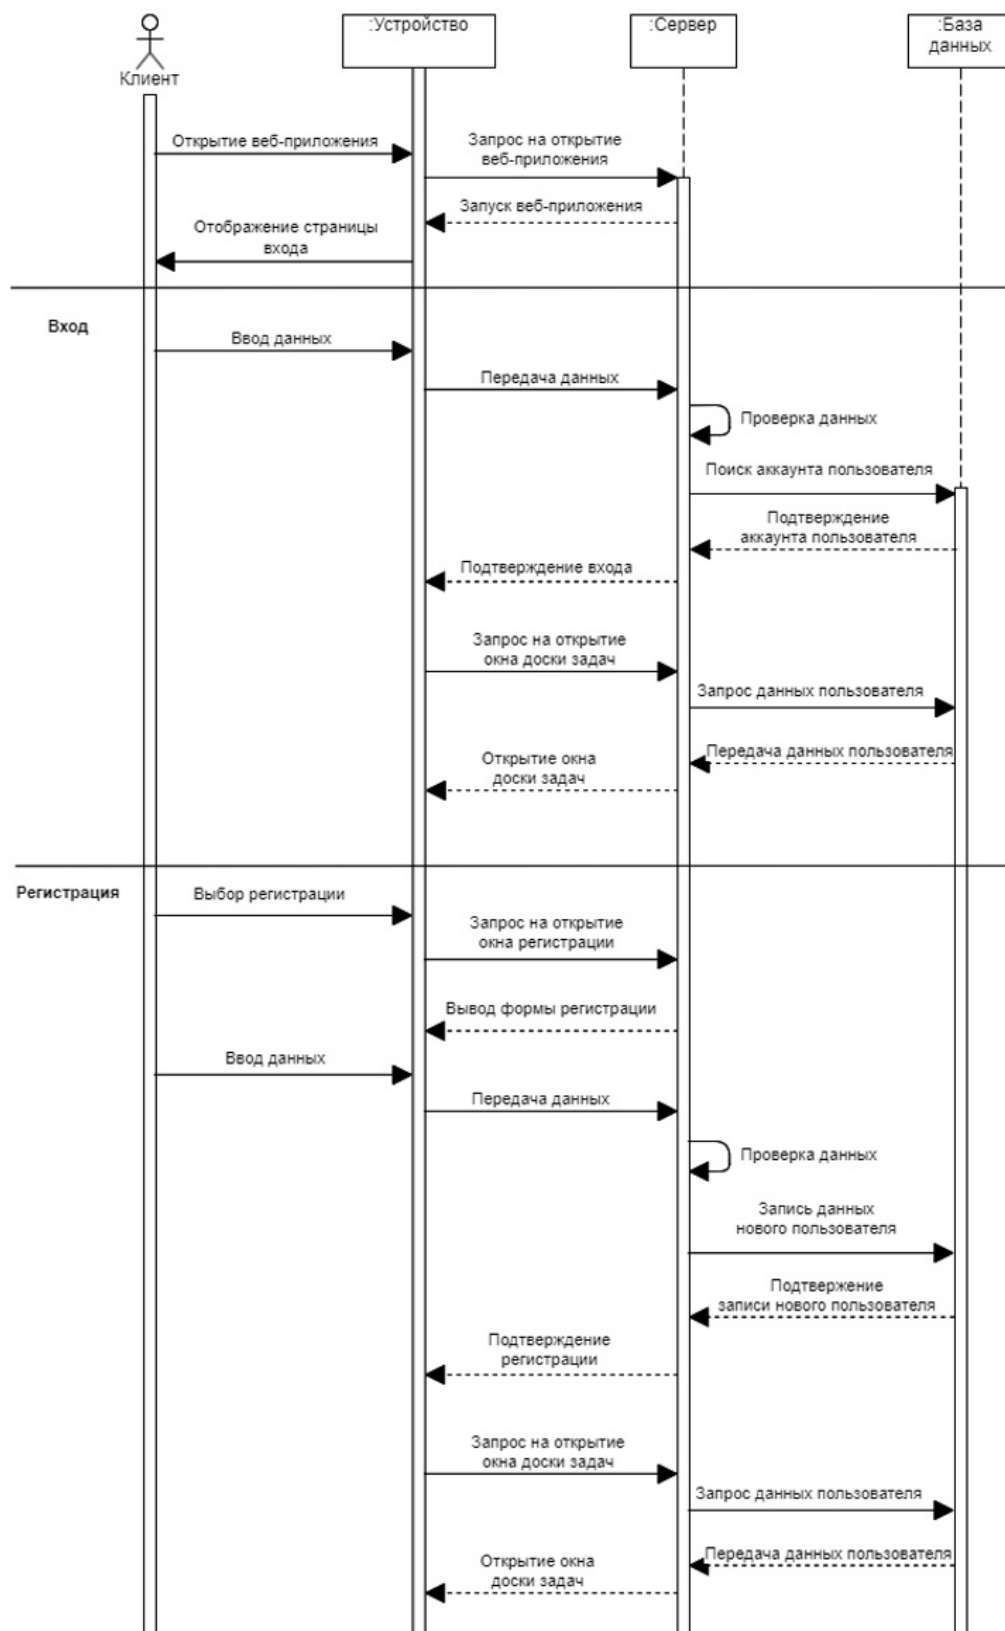 :Устройство
:Сервер
:База
данных
Клиент
Открытие веб-приложения
Запрос на открытие
веб-приложения
Запуск веб-приложения
Отображение страницы
входа
Вход
Ввод данных
Передача данных
Проверка данных
Поиск аккаунта пользователя
Подтверждение
аккаунта пользователя
Подтверждение входа
Запрос на открытие
окна доски задач
Запрос данных пользователя
Передача данных пользователя
Открытие окна
доски задач
Регистрация
Выбор регистрации
Запрос на открытие
окна регистрации
Вывод формы регистрации
Ввод данных
Передача данных
Проверка данных
Запись данных
нового пользователя
Подтвержение
записи нового пользователя
Подтверждение
регистрации
Запрос на открытие
окна доски задач
Запрос данных пользователя
Передача данных пользователя
Открытие окна
доски задач